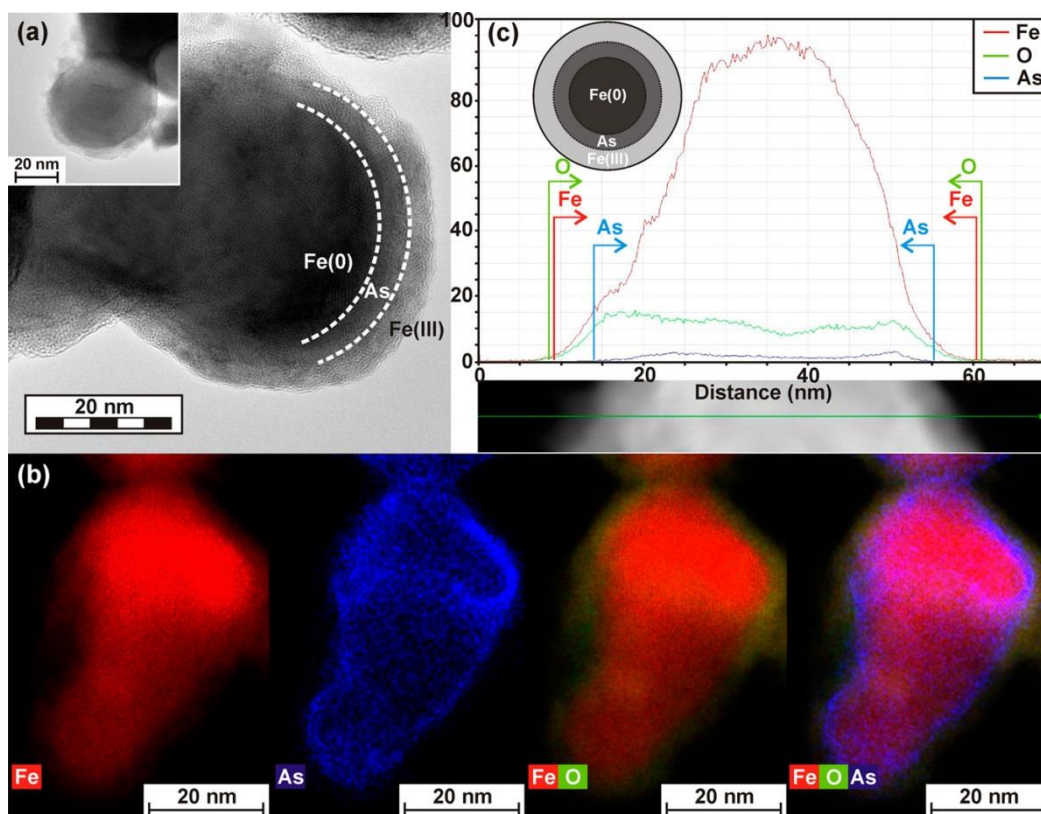 (a)
20 nm
Fe(0)
As
Fe(III)
20 nm
(c)
100
80
60
40
20
0
Fe(0)
As
Fe(III)
Fe
O
As
O
Fe
As
O
Fe
As
0
20
40
60
Distance (nm)
(b)
Fe
20 nm
As
20 nm
Fe O
20 nm
Fe O As
20 nm